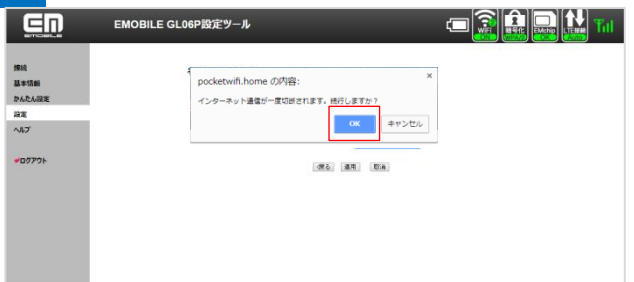 EM
EMOBILE
EMOBILE GL06P設定ツール
WiFi
ON
暗号化
EMchip
OK
LTE接続
Auto
接続
基本情報
かんたん設定
設定
ヘルプ
ログアウト
pocketwifi.home の内容:
×
インターネット通信が一度切断されます。続行しますか？
OK
キャンセル
戻る
適用
取消